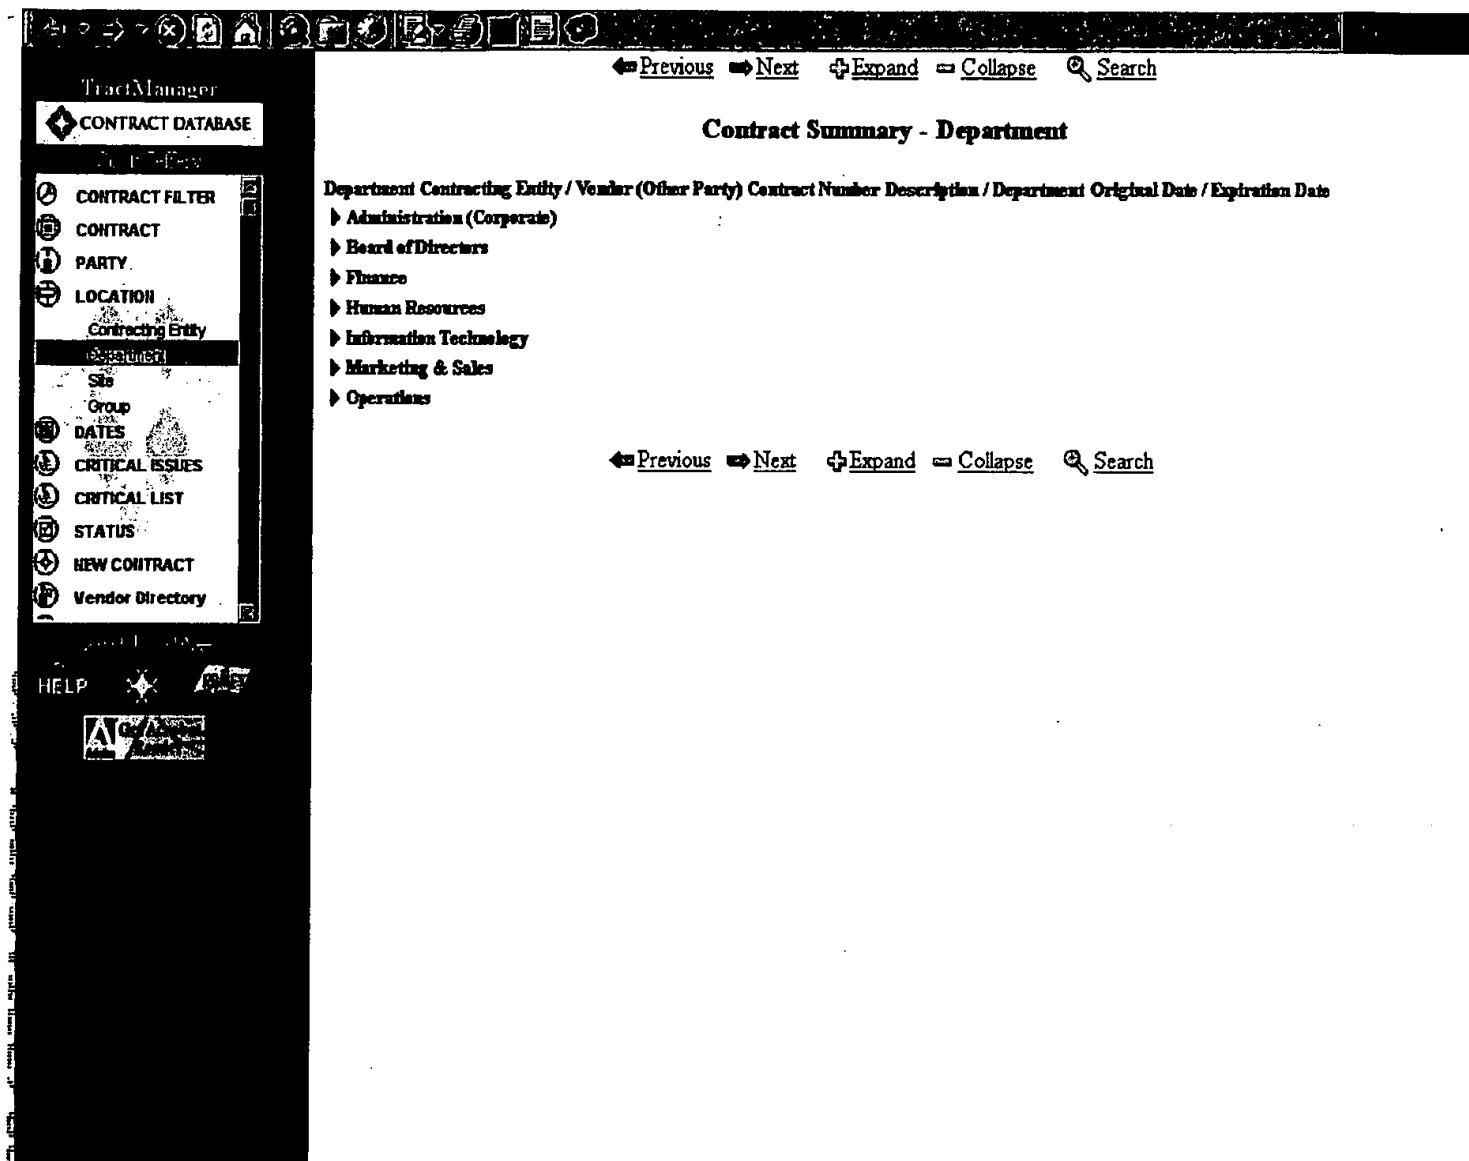 Previous Next Expand Collapse Search
TractManager
CONTRACT DATABASE
Contract Summary - Department
CONTRACT FILTER
CONTRACT
PARTY
LOCATION
Contracting Entity
Department
Site
Group
DATES
CRITICAL ISSUES
CRITICAL LIST
STATUS
NEW CONTRACT
Vendor Directory
HELP
Department Contracting Entity / Vendor (Other Party) Contract Number Description / Department Original Date / Expiration Date
Administration (Corporate)
Board of Directors
Finance
Human Resources
Information Technology
Marketing & Sales
Operations
Previous Next Expand Collapse Search